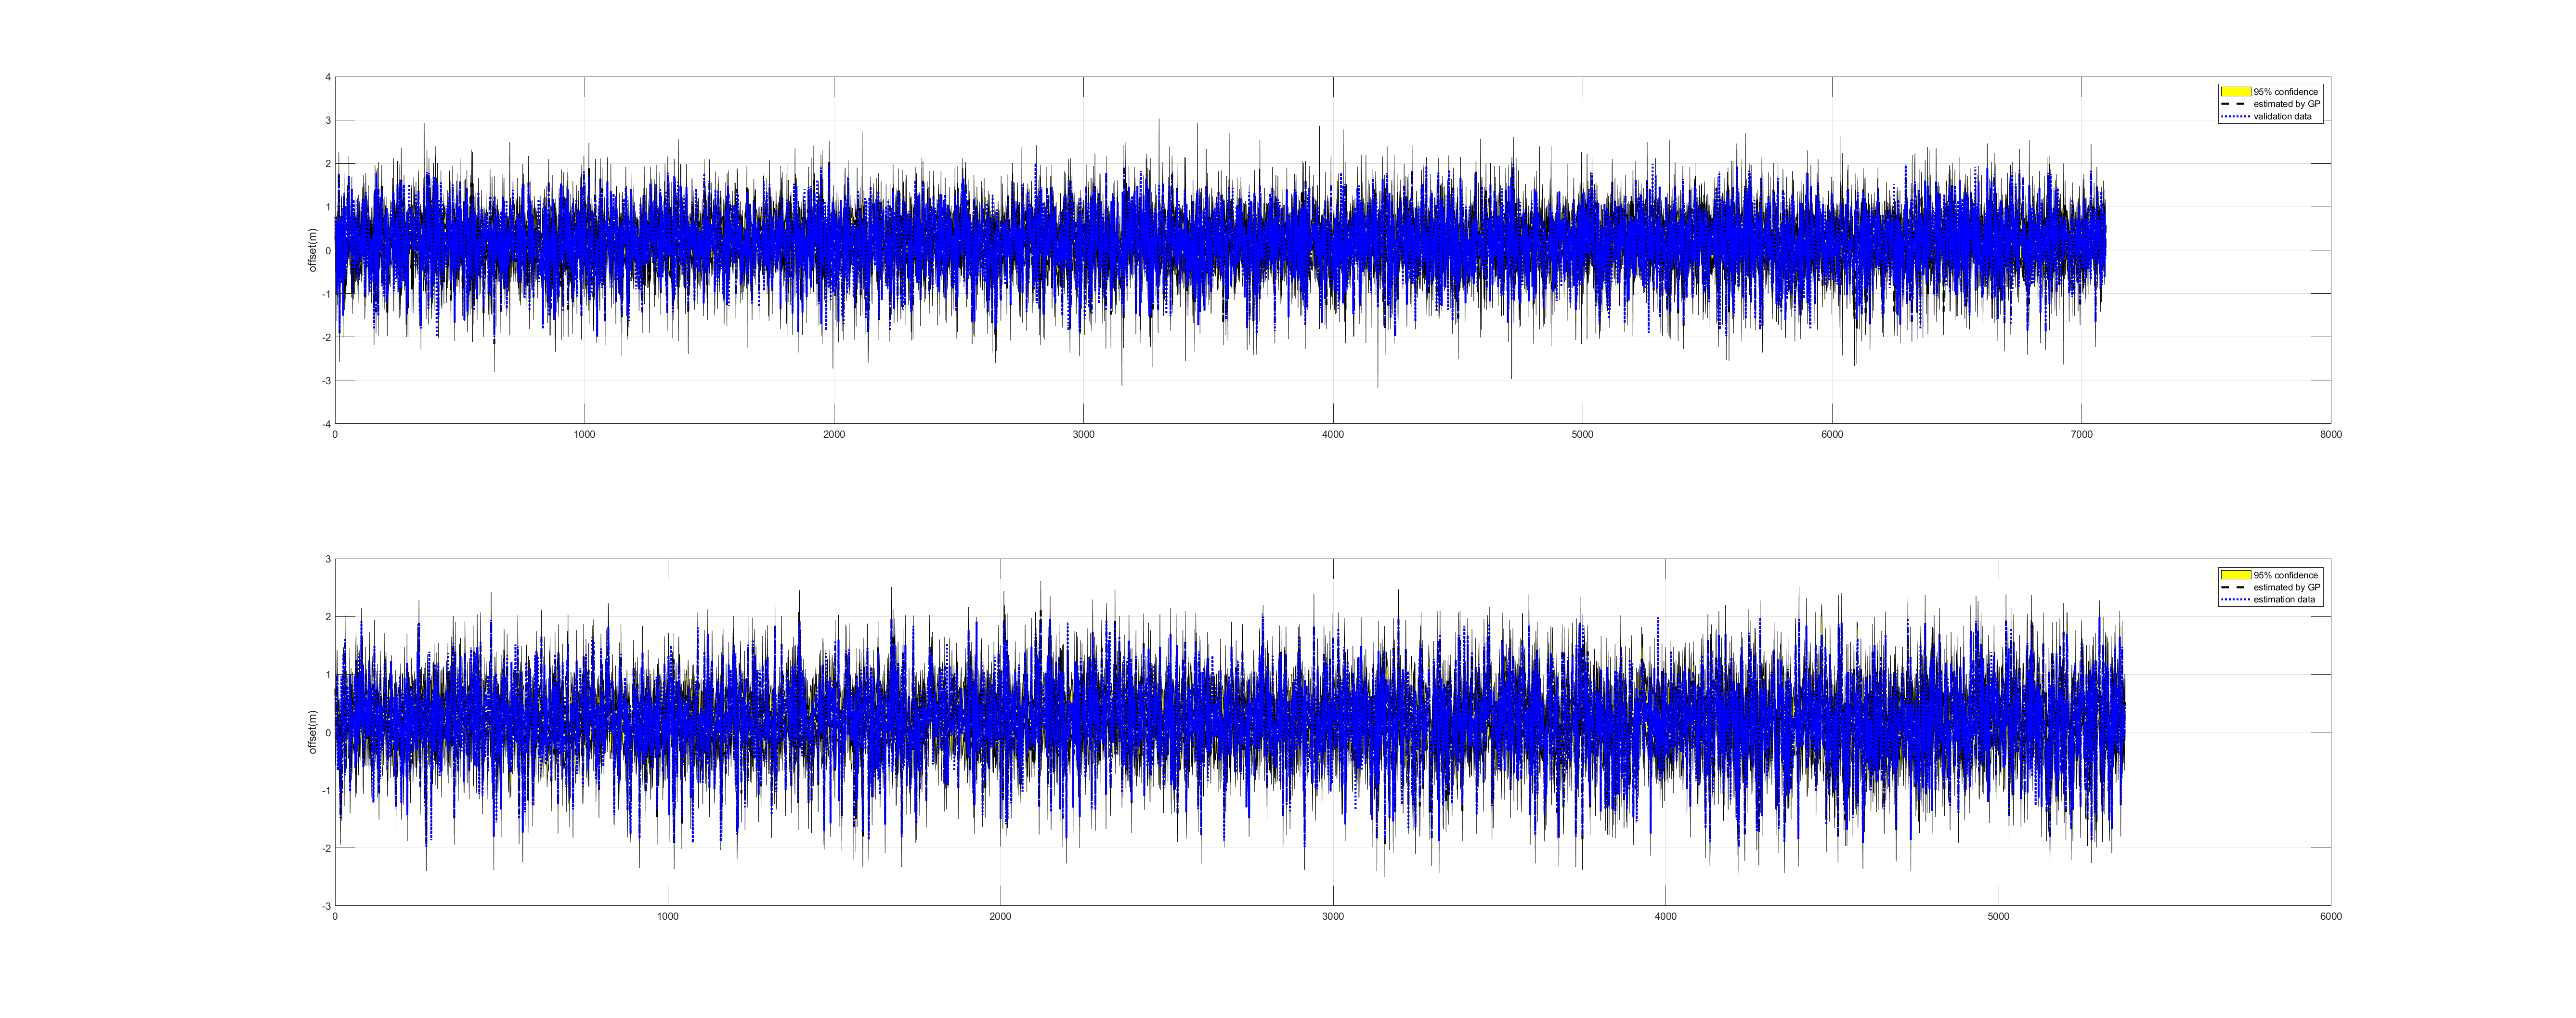 4
3
2
1
0
-1
-2
-3
-4
offset(m)
0 1000 2000 3000 4000 5000 6000 7000 8000
95% confidence
estimated by GP
validation data
3
2
1
0
-1
-2
-3
offset(m)
0 1000 2000 3000 4000 5000 6000
95% confidence
estimated by GP
estimation data